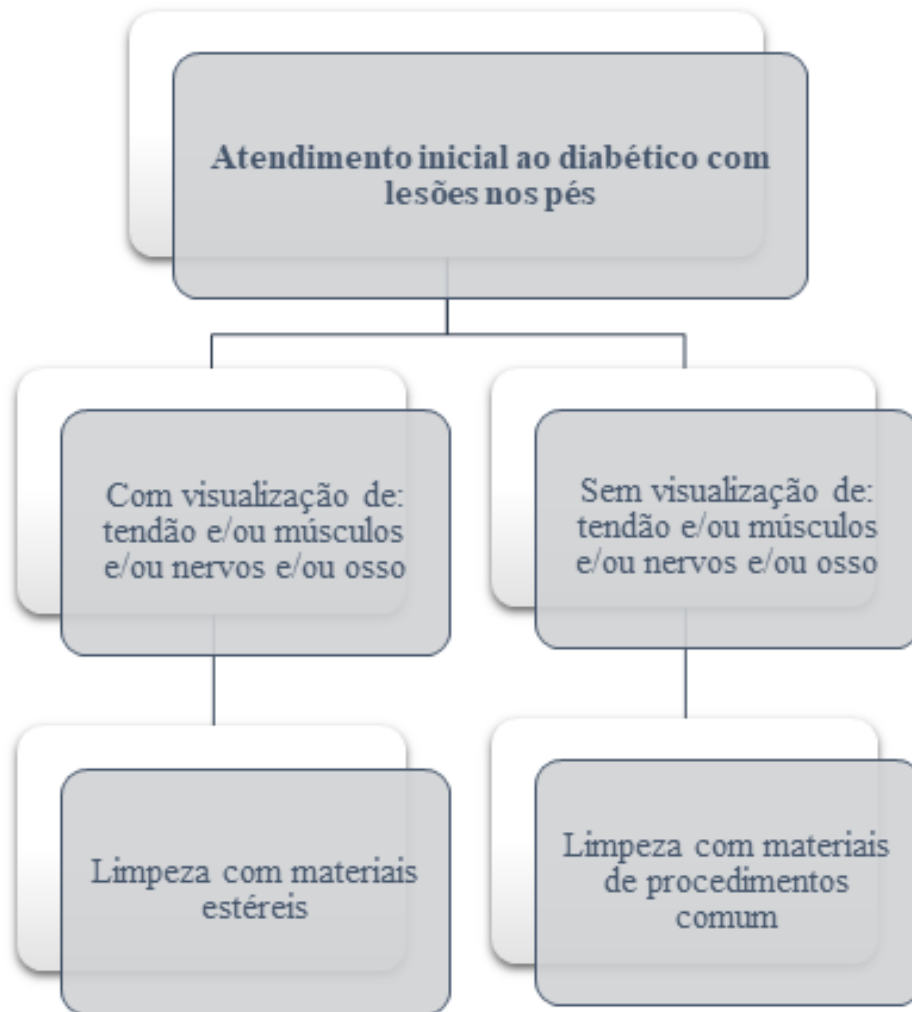 Atendimento inicial ao diabético com
lesões nos pés
Com visualização de:
tendão e/ou músculos
e/ou nervos e/ou osso
Sem visualização de:
tendão e/ou músculos
e/ou nervos e/ou osso
Limpeza com materiais
estéreis
Limpeza com materiais
de procedimentos
comum